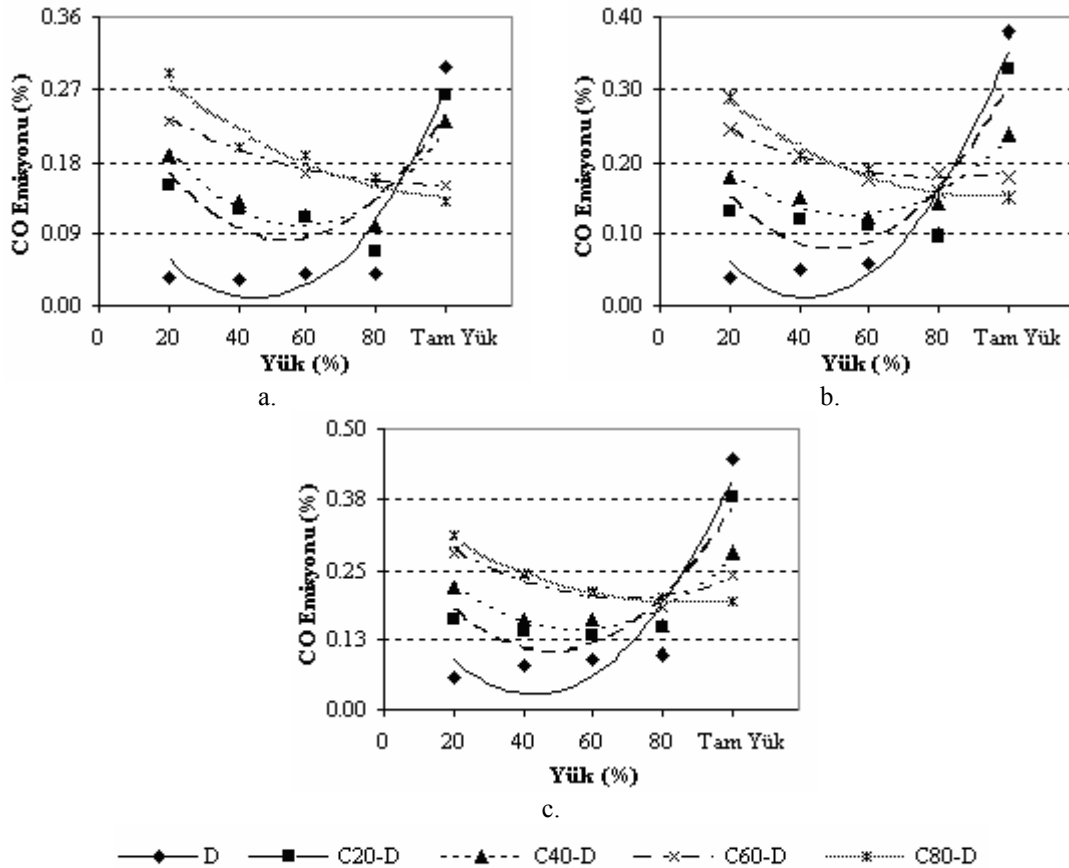 0.36
0.27
0.18
0.09
0.00
CO Emisyonu (%)
0 20 40 60 80 Tam Yük
Yük (%)
a.
0.40
0.30
0.20
0.10
0.00
CO Emisyonu (%)
0 20 40 60 80 Tam Yük
Yük (%)
b.
0.50
0.38
0.25
0.13
0.00
CO Emisyonu (%)
0 20 40 60 80 Tam Yük
Yük (%)
c.
D C20-D C40-D C60-D C80-D